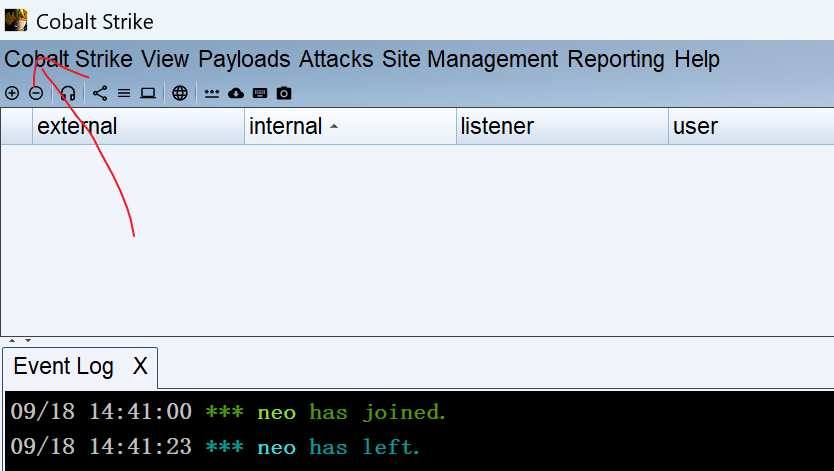 Cobalt Strike
Cobalt Strike View Payloads Attacks Site Management Reporting Help
external internal listener user
Event Log X
09/18 14:41:00 *** neo has joined.
09/18 14:41:23 *** neo has left.